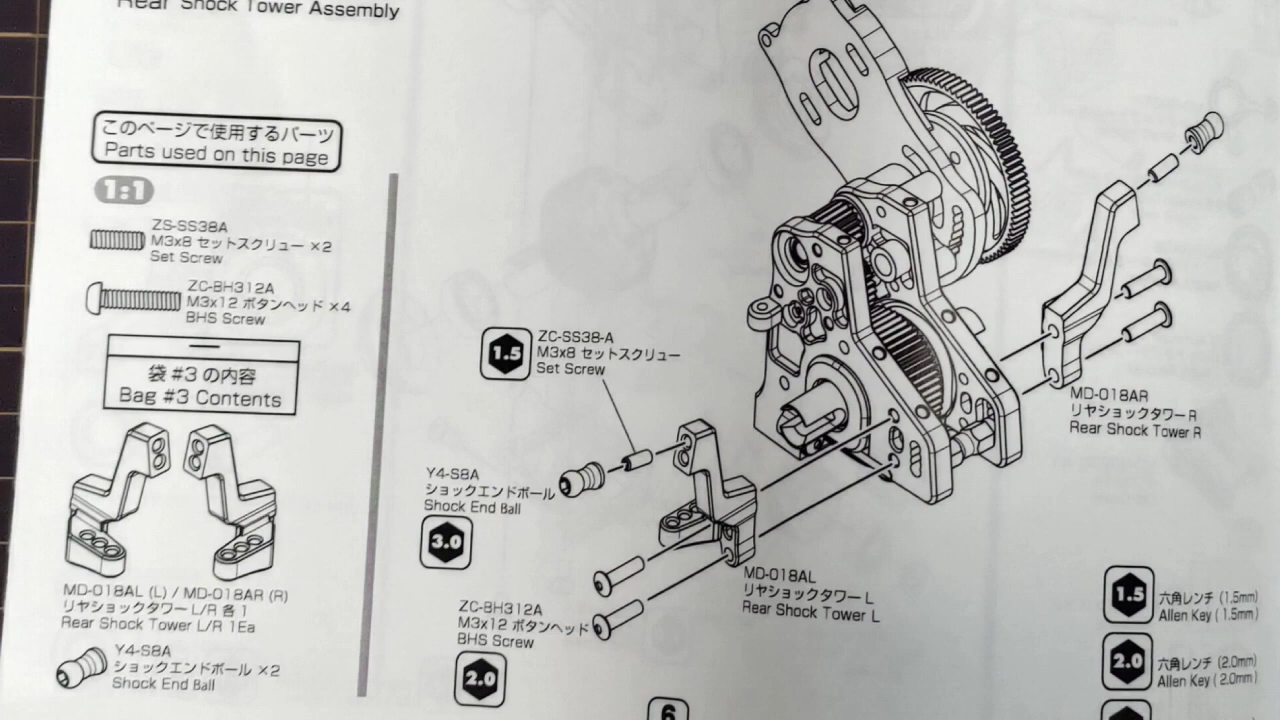 Rear Shock Tower Assembly
このページで使用するパーツ
Parts used on this page
1:1
ZS-SS38A
M3x8 セットスクリュー ×2
Set Screw
ZC-BH312A
M3x12 ボタンヘッド ×4
BHS Screw
袋 #3 の内容
Bag #3 Contents
MD-018AL (L) / MD-018AR (R)
リヤショックタワー L/R 各 1
Rear Shock Tower L/R 1Ea
Y4-S8A
ショックエンドボール ×2
Shock End Ball
1.5
ZC-SS38-A
M3x8 セットスクリュー
Set Screw
Y4-S8A
ショックエンドボール
Shock End Ball
3.0
ZC-BH312A
M3x12 ボタンヘッド
BHS Screw
2.0
MD-018AL
リヤショックタワー L
Rear Shock Tower L
MD-018AR
リヤショックタワー R
Rear Shock Tower R
1.5
六角レンチ (1.5mm)
Allen Key ( 1.5mm)
2.0
六角レンチ (2.0mm)
Allen Key ( 2.0mm)
6